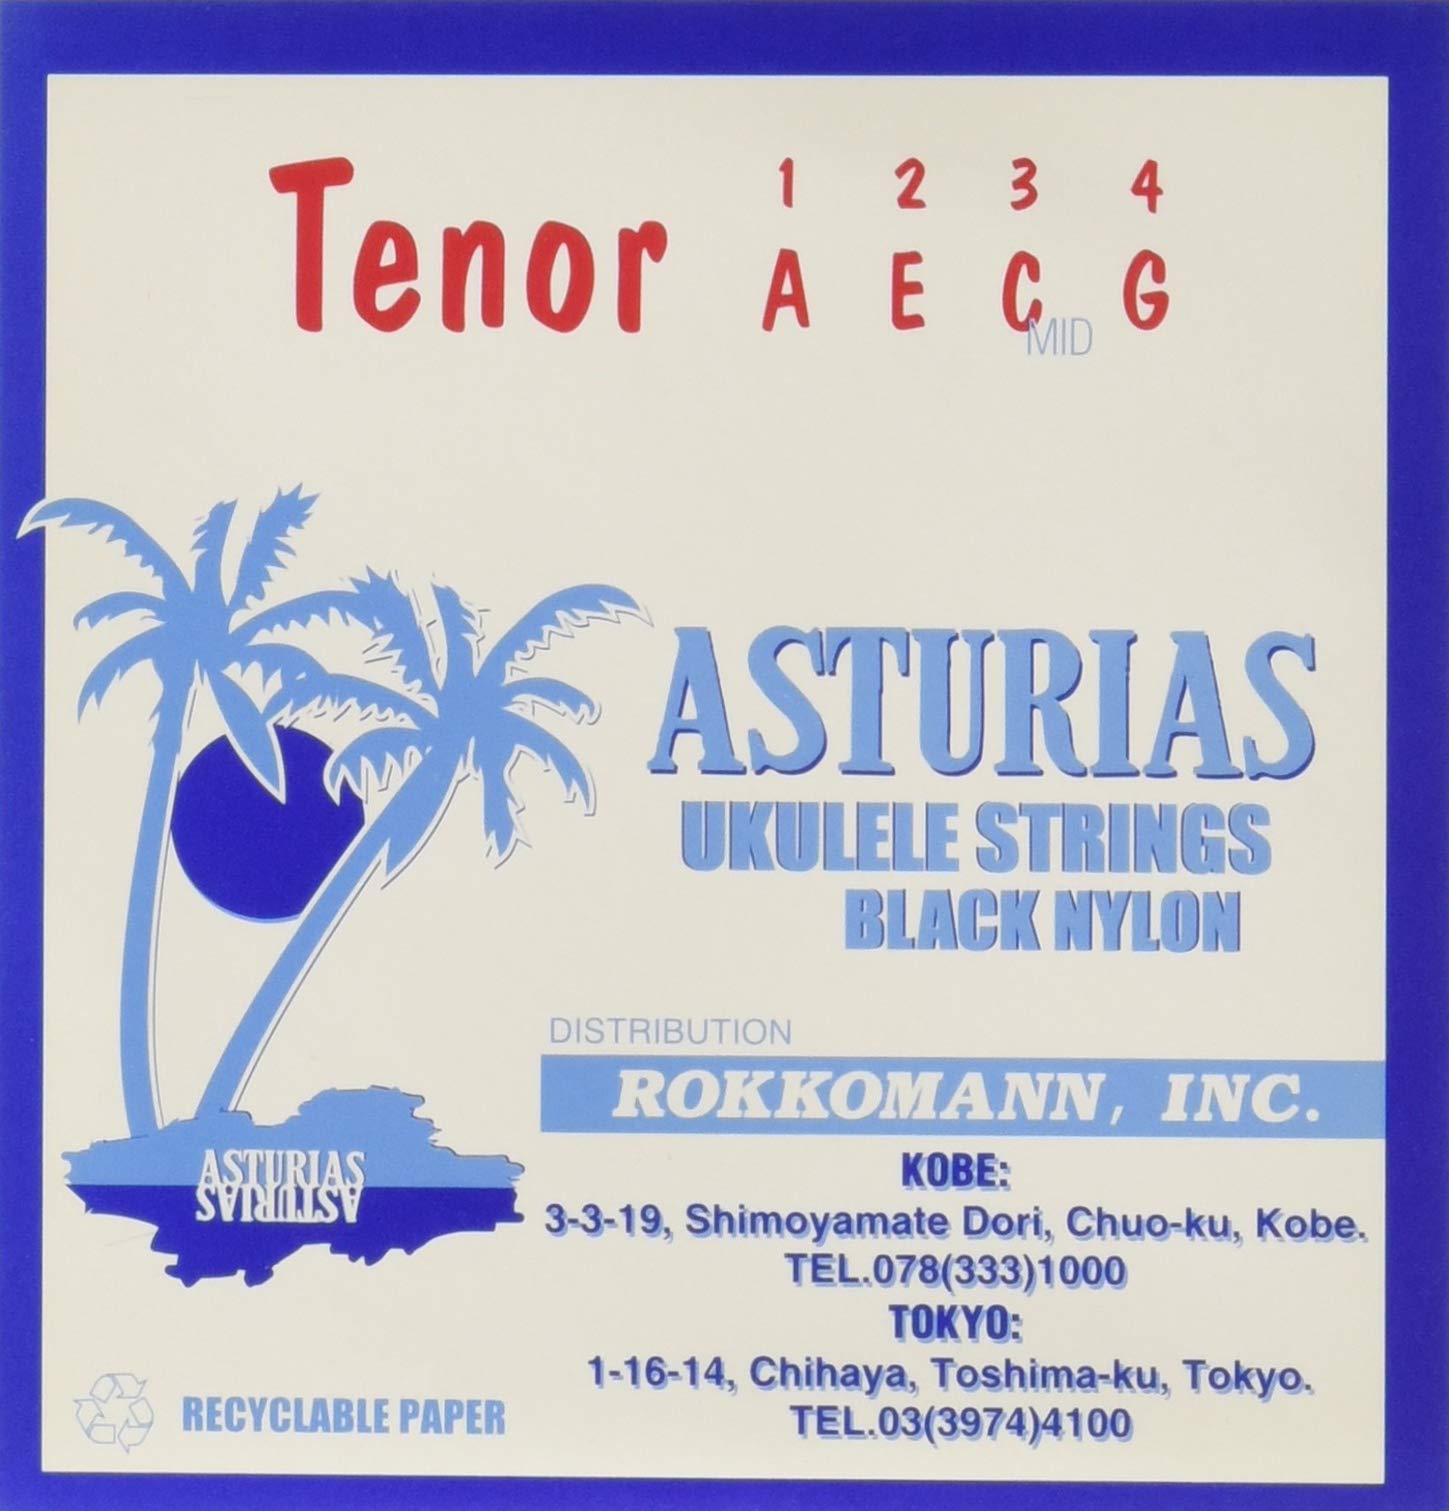 Tenor
1 2 3 4
A E C G
MID
ASTURIAS
UKULELE STRINGS
BLACK NYLON
DISTRIBUTION
ROKKOMANN, INC.
KOBE:
3-3-19, Shimoyamate Dori, Chuo-ku, Kobe.
TEL.078(333)1000
TOKYO:
1-16-14, Chihaya, Toshima-ku, Tokyo.
TEL.03(3974)4100
ASTURIAS
ASTURIAS
RECYCLABLE PAPER